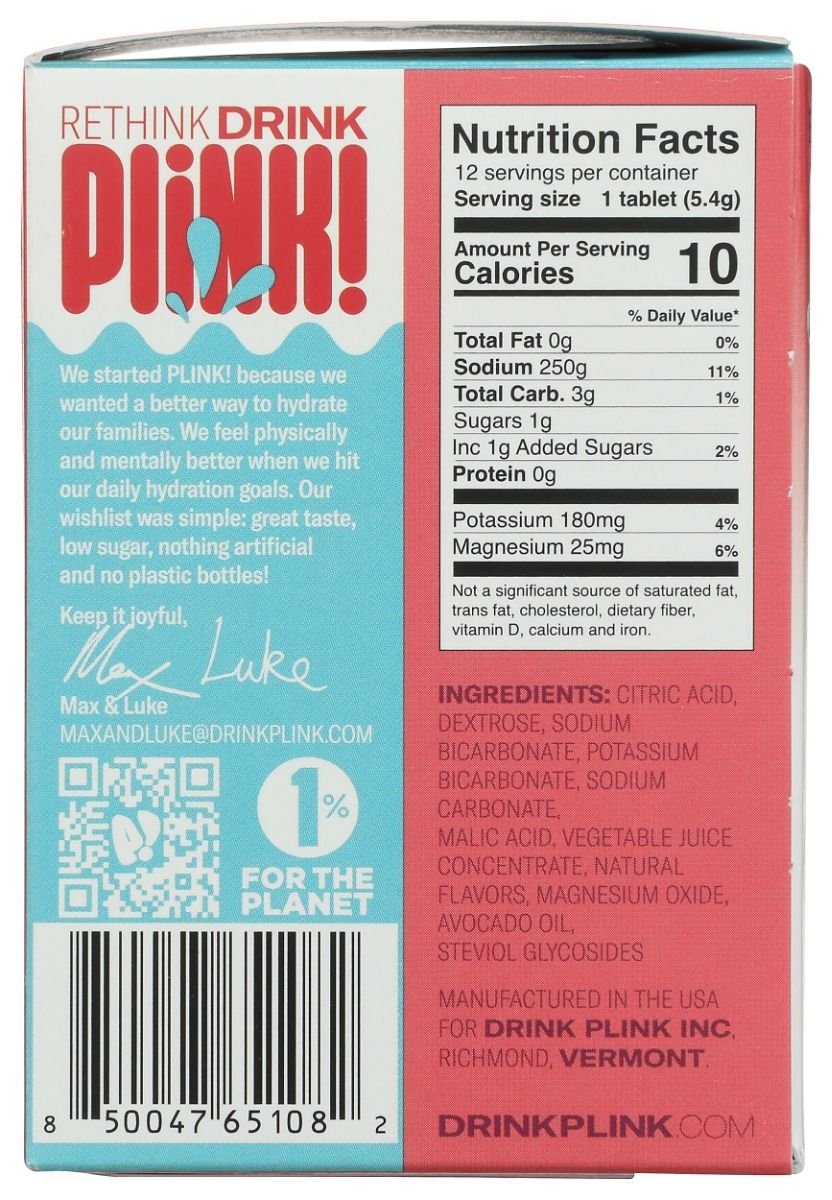 RETHINK DRINK
PLiNK!
We started PLINK! because we
wanted a better way to hydrate
our families. We feel physically
and mentally better when we hit
our daily hydration goals. Our
wishlist was simple: great taste,
low sugar, nothing artificial
and no plastic bottles!
Keep it joyful,
Max Luke
Max & Luke
MAXANDLUKE@DRINKPLINK.COM
P!
1%
FOR THE
PLANET
8 50047 65108 2
Nutrition Facts
12 servings per container
Serving size 1 tablet (5.4g)
Amount Per Serving
Calories 10
% Daily Value*
Total Fat 0g 0%
Sodium 250g 11%
Total Carb. 3g 1%
Sugars 1g
Inc 1g Added Sugars 2%
Protein 0g
Potassium 180mg 4%
Magnesium 25mg 6%
Not a significant source of saturated fat,
trans fat, cholesterol, dietary fiber,
vitamin D, calcium and iron.
INGREDIENTS: CITRIC ACID,
DEXTROSE, SODIUM
BICARBONATE, POTASSIUM
BICARBONATE, SODIUM
CARBONATE,
MALIC ACID, VEGETABLE JUICE
CONCENTRATE, NATURAL
FLAVORS, MAGNESIUM OXIDE,
AVOCADO OIL,
STEVIOL GLYCOSIDES
MANUFACTURED IN THE USA
FOR DRINK PLINK INC,
RICHMOND, VERMONT.
DRINKPLINK.COM